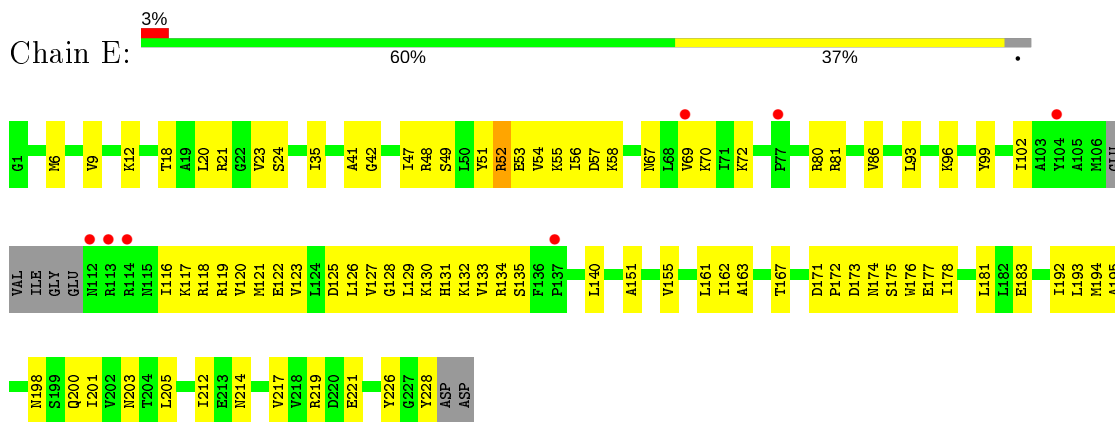 3%
Chain E:
60% 37% •
G1 M6 V9 K12 T18 A19 L20 R21 G22 V23 S24 I35 A41 G42 I47 R48 S49 L50 Y51 R52 E53 V54 K55 I56 D57 K58 N67 L68 V69 K70 I71 K72 P77 R80 R81 V86 L93 K96 Y99 I102 A103 Y104 A105 M106 GLU
VAL ILE GLY GLU N112 R113 R114 N115 I116 K117 R118 R119 V120 M121 E122 V123 L124 D125 L126 V127 G128 L129 K130 H131 K132 V133 R134 S135 F136 P137 L140 A151 V155 L161 I162 A163 T167 D171 P172 D173 N174 S175 W176 E177 I178 L181 L182 E183 I192 L193 M194 A195
N198 S199 Q200 I201 V202 N203 T204 L205 I212 E213 N214 V217 V218 R219 D220 E221 Y226 G227 Y228 ASP ASP